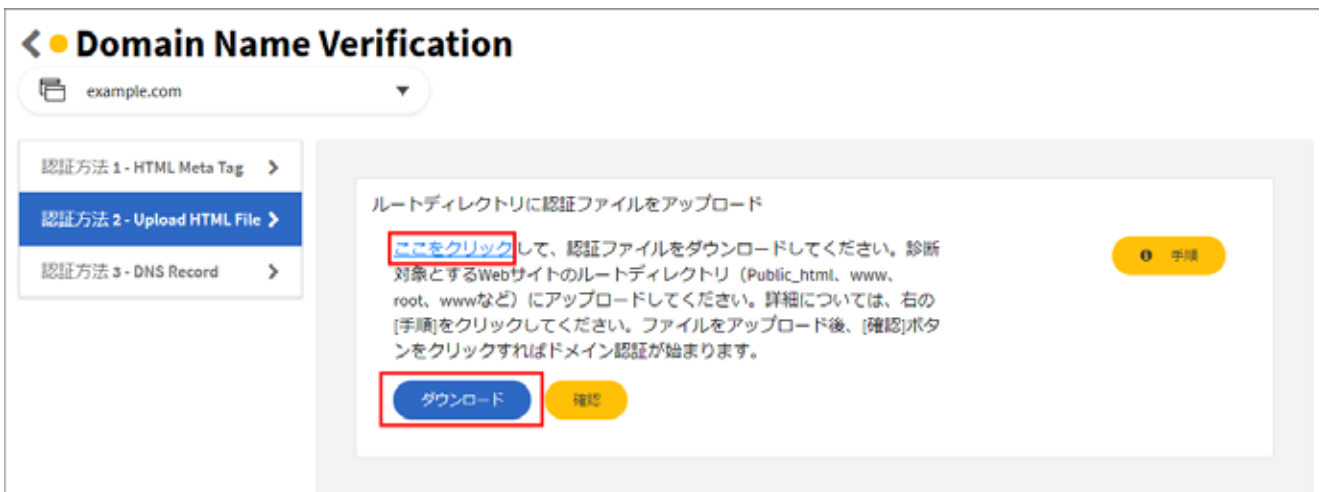 Domain Name Verification
example.com
認証方法 1 - HTML Meta Tag
認証方法 2 - Upload HTML File
認証方法 3 - DNS Record
ルートディレクトリに認証ファイルをアップロード
ここをクリックして、認証ファイルをダウンロードしてください。診断
対象とするWebサイトのルートディレクトリ（Public_html、www、
root、wwwなど）にアップロードしてください。詳細については、右の
[手順]をクリックしてください。ファイルをアップロード後、[確認]ボタ
ンをクリックすればドメイン認証が始まります。
手順
ダウンロード 確認